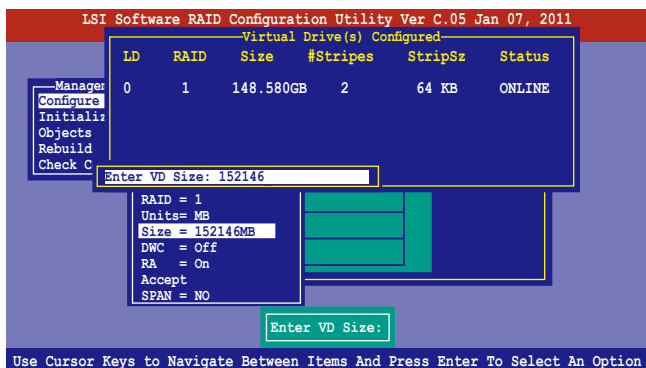 LSI Software RAID Configuration Utility Ver C.05 Jan 07, 2011
Virtual Drive(s) Configured
LD RAID Size #Stripes StripSz Status
0 1 148.580GB 2 64 KB ONLINE
Managem
Configure
Initializ
Objects
Rebuild
Check C
Enter VD Size: 152146
RAID = 1
Units= MB
Size = 152146MB
DWC = Off
RA = On
Accept
SPAN = NO
Enter VD Size:
Use Cursor Keys to Navigate Between Items And Press Enter To Select An Option